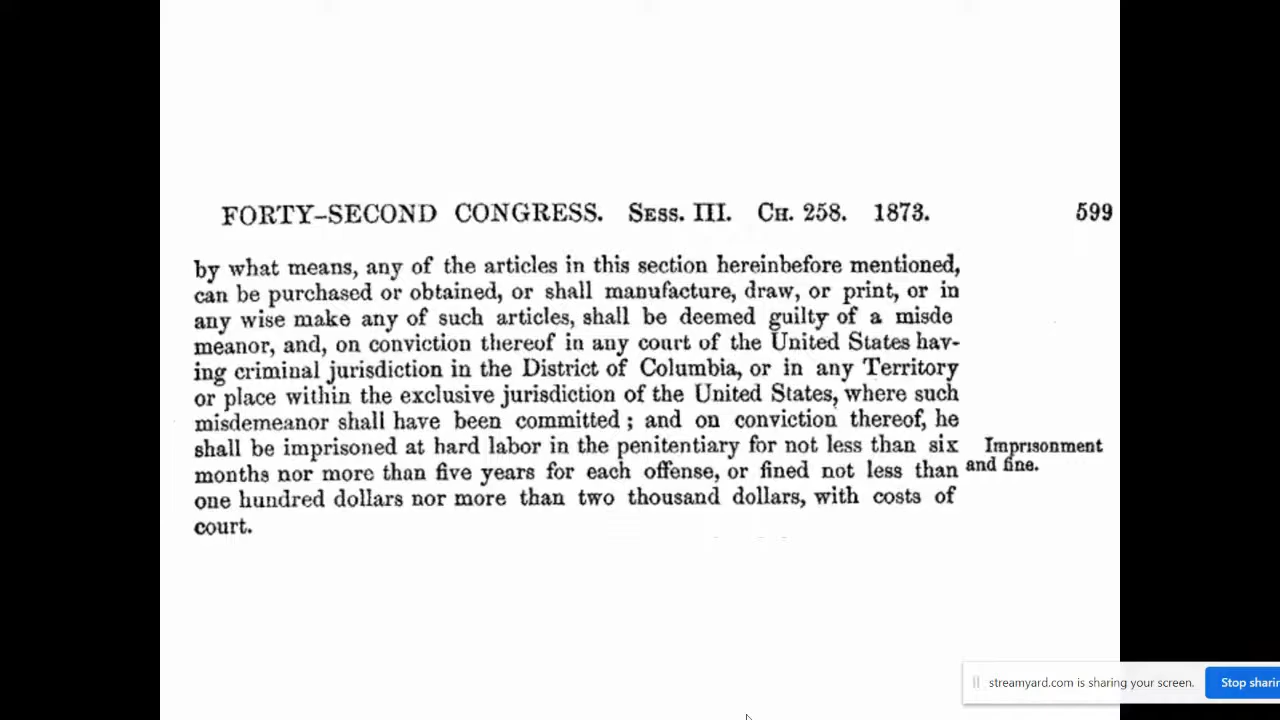 FORTY-SECOND CONGRESS. SESS. III. CH. 258. 1873. 599
by what means, any of the articles in this section hereinbefore mentioned,
can be purchased or obtained, or shall manufacture, draw, or print, or in
any wise make any of such articles, shall be deemed guilty of a misde
meanor, and, on conviction thereof in any court of the United States hav-
ing criminal jurisdiction in the District of Columbia, or in any Territory
or place within the exclusive jurisdiction of the United States, where such
misdemeanor shall have been committed; and on conviction thereof, he
shall be imprisoned at hard labor in the penitentiary for not less than six
months nor more than five years for each offense, or fined not less than
one hundred dollars nor more than two thousand dollars, with costs of
court.
Imprisonment
and fine.
streamyard.com is sharing your screen.
Stop sharin